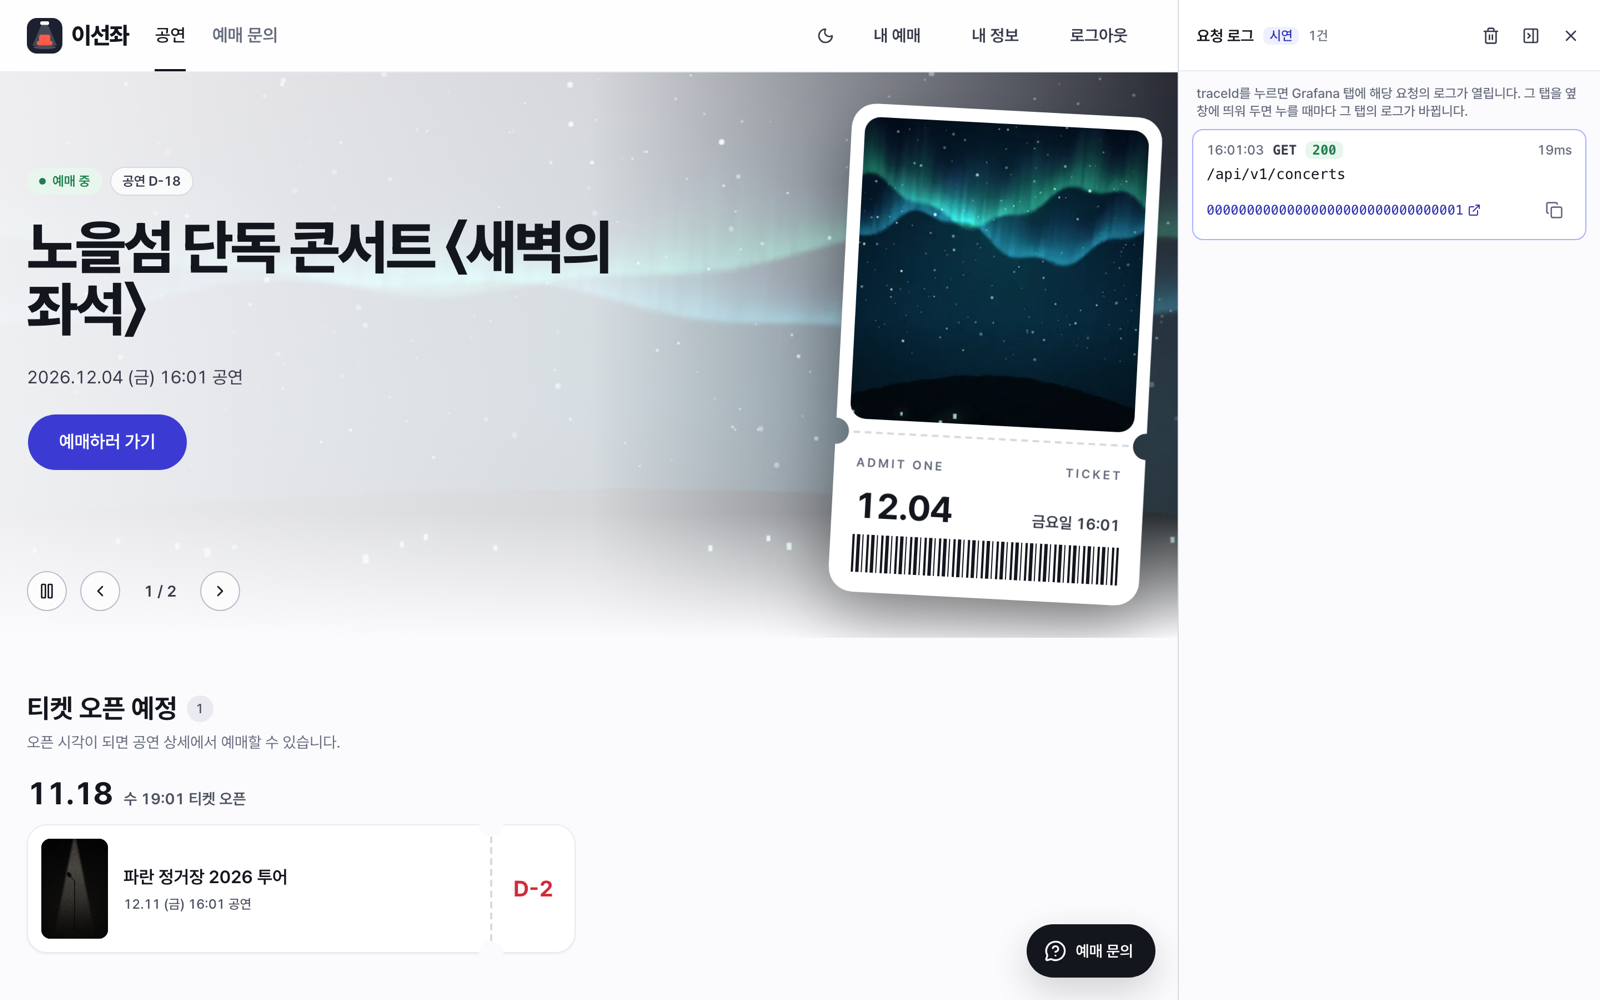 이선좌
공연
예매 문의
내 예매
내 정보
로그아웃
예매 중
공연 D-18
노을섬 단독 콘서트 〈새벽의
좌석〉
2026.12.04 (금) 16:01 공연
예매하러 가기
1 / 2
ADMIT ONE
TICKET
12.04
금요일 16:01
티켓 오픈 예정 1
오픈 시각이 되면 공연 상세에서 예매할 수 있습니다.
11.18 수 19:01 티켓 오픈
파란 정거장 2026 투어
12.11 (금) 16:01 공연
D-2
예매 문의
요청 로그 시연 1건
traceId를 누르면 Grafana 탭에 해당 요청의 로그가 열립니다. 그 탭을 옆
창에 띄워 두면 누를 때마다 그 탭의 로그가 바뀝니다.
16:01:03 GET 200 19ms
/api/v1/concerts
00000000000000000000000000000001